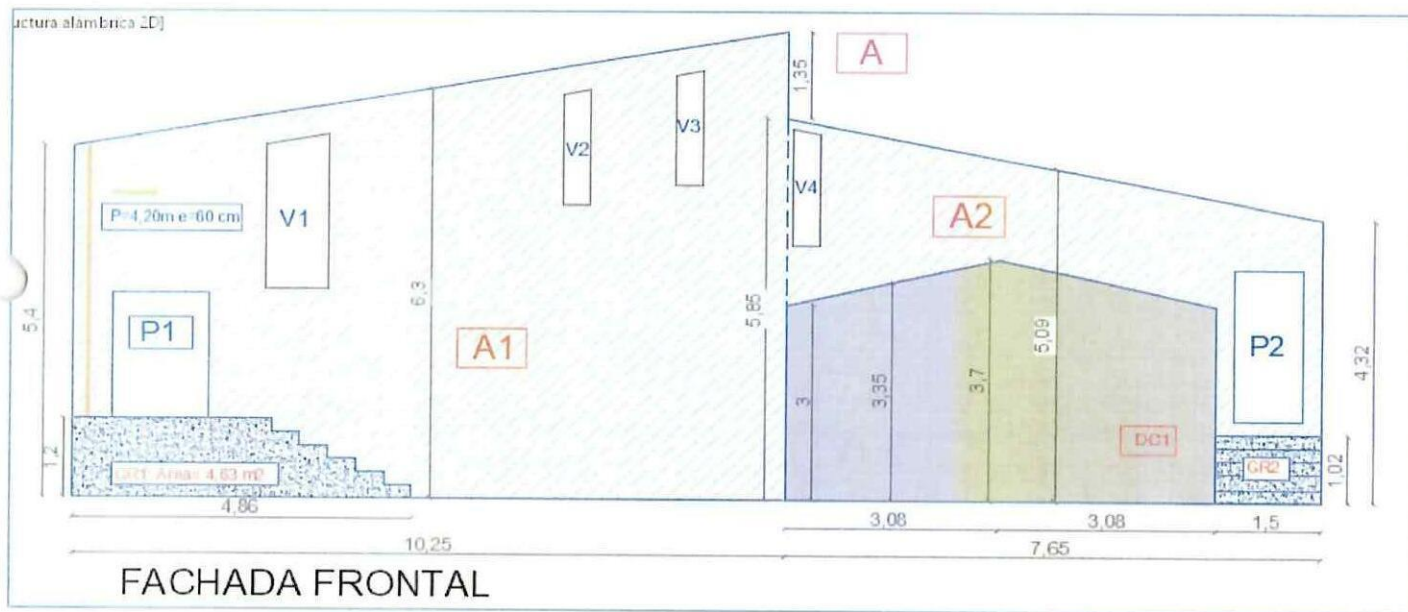 uctura alambrica 2D]
A
1,35
V3
V2
V4
P=4,20m e=60 cm
V1
A2
5,4
6,3
5,85
P1
A1
3
3,35
3,7
5,09
P2
4,32
DC1
1,2
GR1 Area= 4,63 m²
GR2
1,02
4,86
3,08
3,08
1,5
10,25
7,65
FACHADA FRONTAL